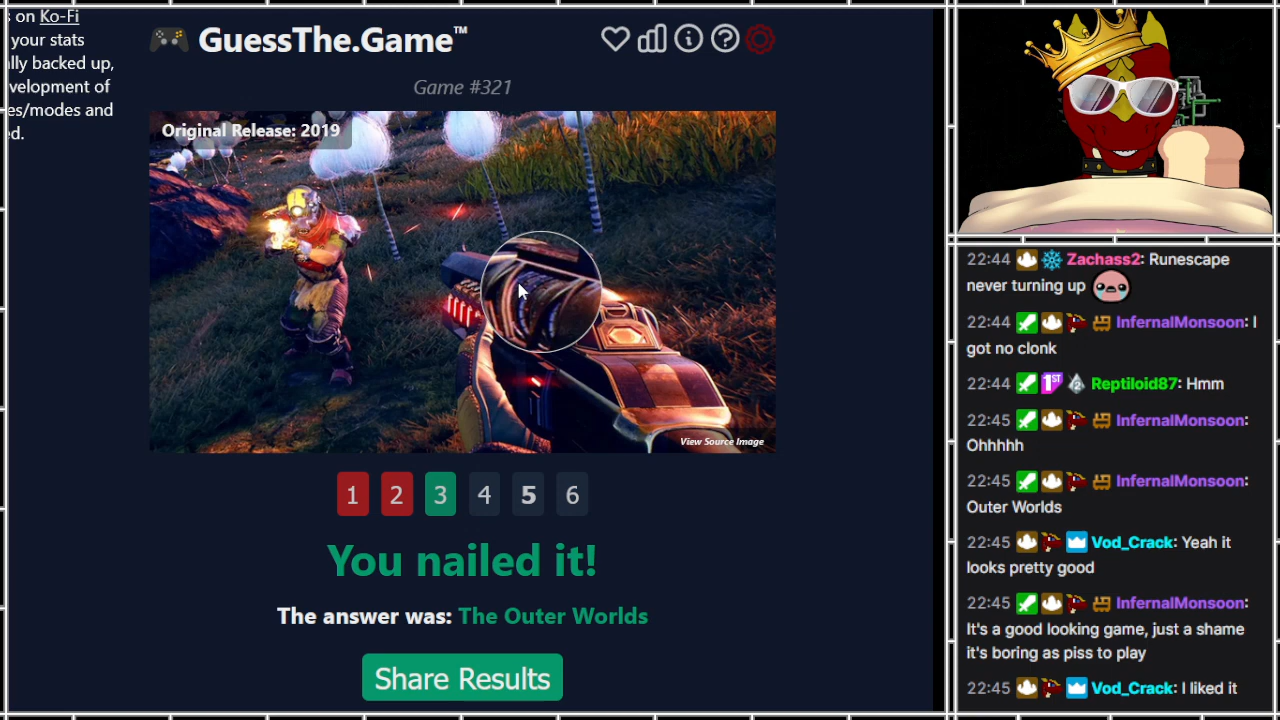 s on Ko-Fi
your stats
lly backed up,
velopment of
es/modes and
d.
GuessThe.Game™
Game #321
Original Release: 2019
View Source Image
1 2 3 4 5 6
You nailed it!
The answer was: The Outer Worlds
Share Results
22:44 Zachass2: Runescape
never turning up
22:44 InfernalMonsoon: I
got no clonk
22:44 1ST 2 Reptiloid87: Hmm
22:45 InfernalMonsoon:
Ohhhhh
22:45 InfernalMonsoon:
Outer Worlds
22:45 Vod_Crack: Yeah it
looks pretty good
22:45 InfernalMonsoon:
It's a good looking game, just a shame
it's boring as piss to play
22:45 Vod_Crack: I liked it